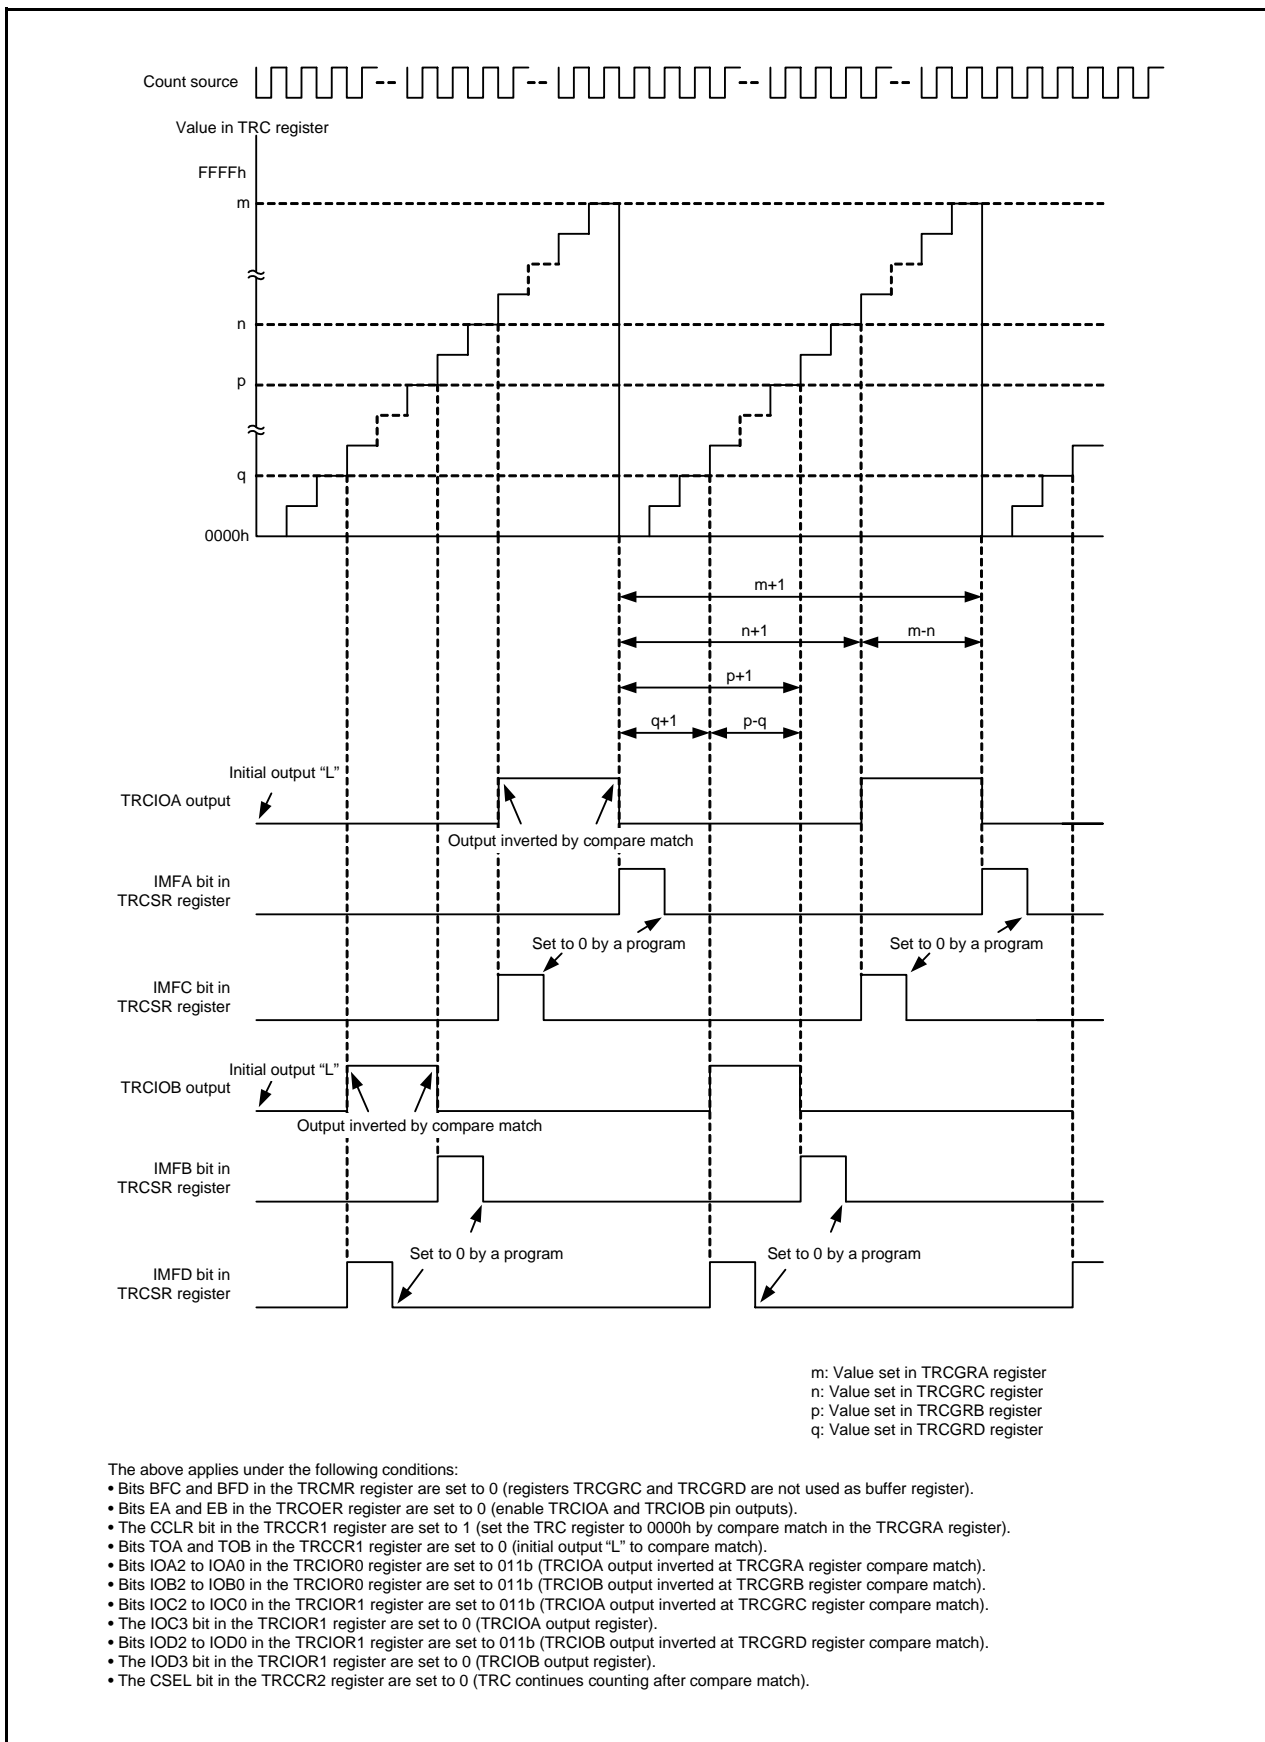 Count source
Value in TRC register
FFFFh
m
n
p
q
0000h
m+1
n+1
m-n
p+1
q+1
p-q
Initial output “L”
TRCIOA output
Output inverted by compare match
IMFA bit in
TRCSR register
Set to 0 by a program
Set to 0 by a program
IMFC bit in
TRCSR register
Initial output “L”
TRCIOB output
Output inverted by compare match
IMFB bit in
TRCSR register
Set to 0 by a program
Set to 0 by a program
IMFD bit in
TRCSR register
m: Value set in TRCGRA register
n: Value set in TRCGRC register
p: Value set in TRCGRB register
q: Value set in TRCGRD register
The above applies under the following conditions:
• Bits BFC and BFD in the TRCMR register are set to 0 (registers TRCGRC and TRCGRD are not used as buffer register).
• Bits EA and EB in the TRCOER register are set to 0 (enable TRCIOA and TRCIOB pin outputs).
• The CCLR bit in the TRCCR1 register are set to 1 (set the TRC register to 0000h by compare match in the TRCGRA register).
• Bits TOA and TOB in the TRCCR1 register are set to 0 (initial output “L” to compare match).
• Bits IOA2 to IOA0 in the TRCIOR0 register are set to 011b (TRCIOA output inverted at TRCGRA register compare match).
• Bits IOB2 to IOB0 in the TRCIOR0 register are set to 011b (TRCIOB output inverted at TRCGRB register compare match).
• Bits IOC2 to IOC0 in the TRCIOR1 register are set to 011b (TRCIOA output inverted at TRCGRC register compare match).
• The IOC3 bit in the TRCIOR1 register are set to 0 (TRCIOA output register).
• Bits IOD2 to IOD0 in the TRCIOR1 register are set to 011b (TRCIOB output inverted at TRCGRD register compare match).
• The IOD3 bit in the TRCIOR1 register are set to 0 (TRCIOB output register).
• The CSEL bit in the TRCCR2 register are set to 0 (TRC continues counting after compare match).